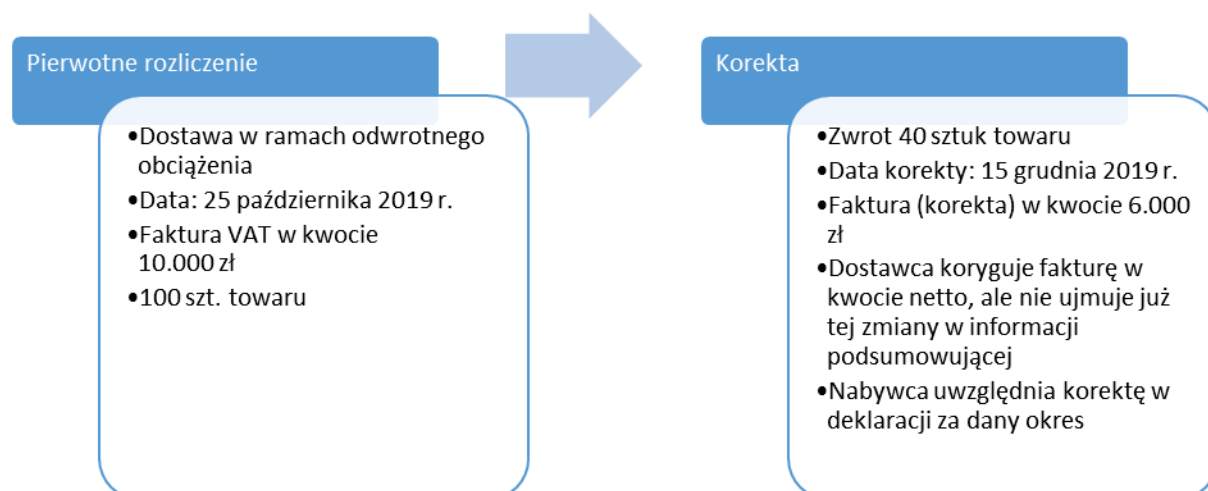 Pierwotne rozliczenie
•Dostawa w ramach odwrotnego
obciążenia
•Data: 25 października 2019 r.
•Faktura VAT w kwocie
10.000 zł
•100 szt. towaru
Korekta
•Zwrot 40 sztuk towaru
•Data korekty: 15 grudnia 2019 r.
•Faktura (korekta) w kwocie 6.000
zł
•Dostawca koryguje fakturę w
kwocie netto, ale nie ujmuje już
tej zmiany w informacji
podsumowującej
•Nabywca uwzględnia korektę w
deklaracji za dany okres